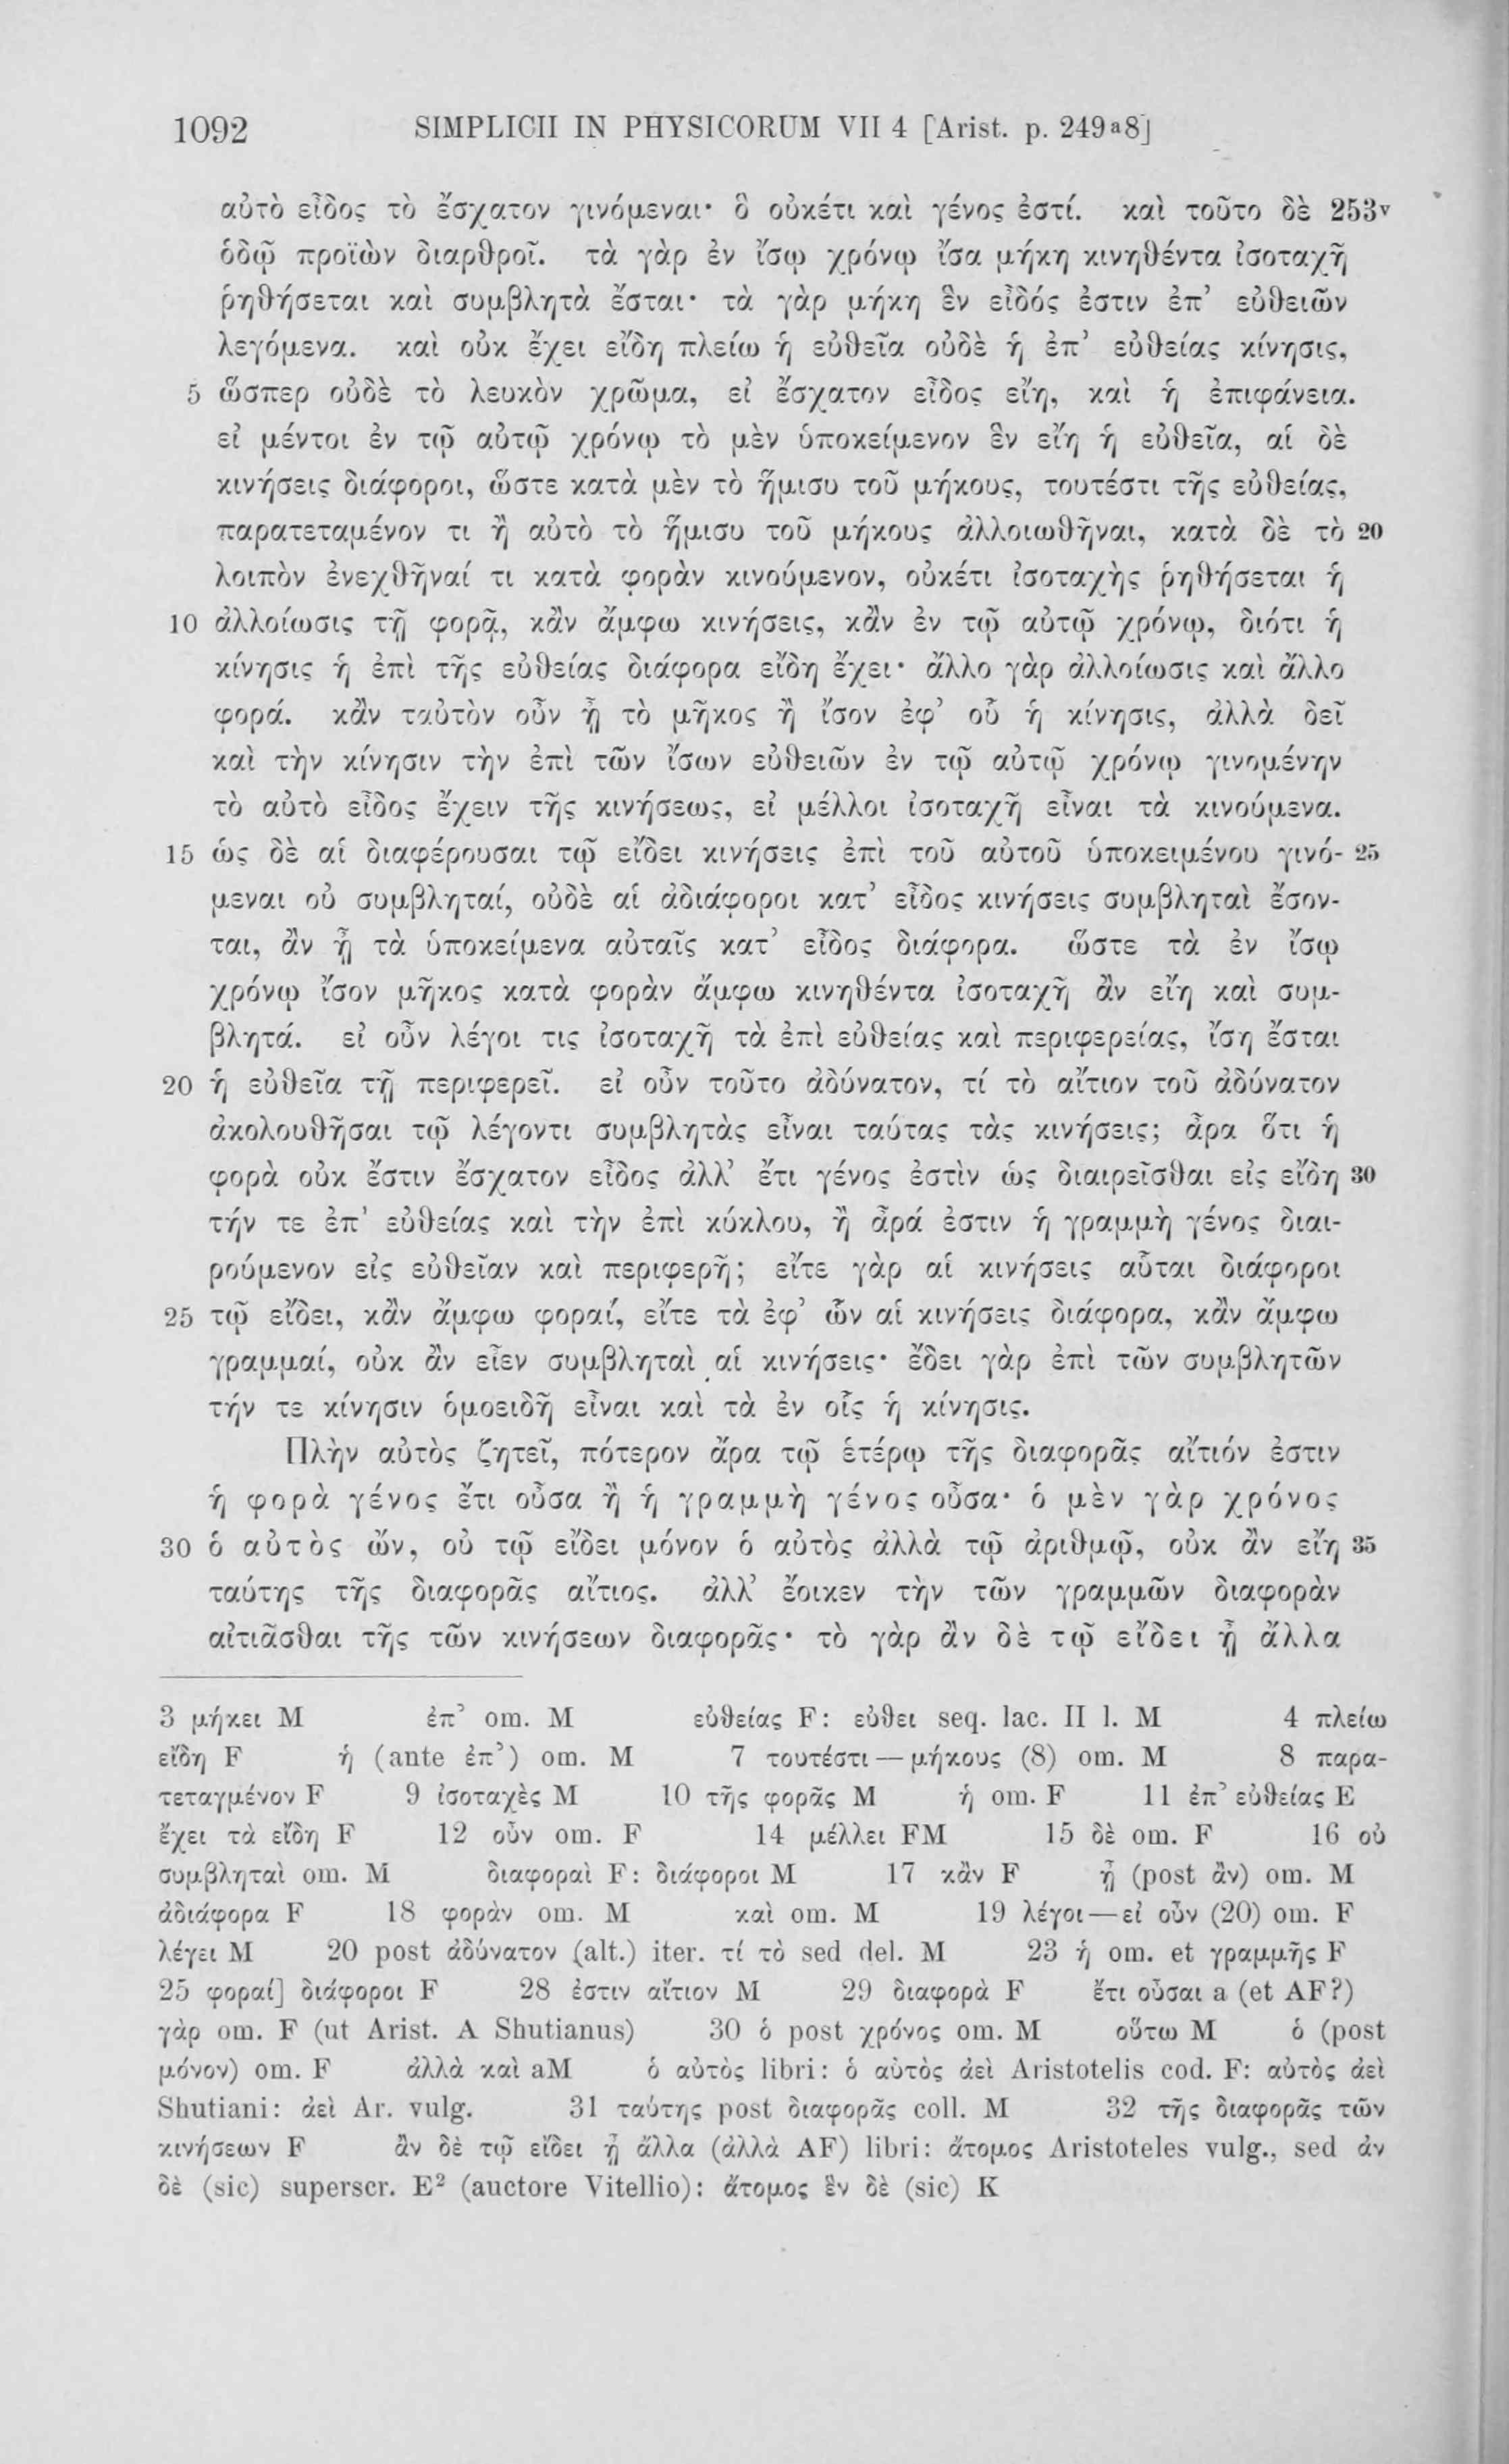 1092 SIMPLICII IN PHYSICORUM VII 4 [Arist. p. 249ᵃ8]
αὐτὸ εἶδος τὸ ἔσχατον γινόμεναι· ὃ οὐκέτι καὶ γένος ἐστί. καὶ τοῦτο δὲ 253ᵛ
ὁδῷ προϊὼν διαρθροῖ. τὰ γὰρ ἐν ἴσῳ χρόνῳ ἴσα μήκη κινηθέντα ἰσοταχῆ
ῥηθήσεται καὶ συμβλητὰ ἔσται· τὰ γὰρ μήκη ἓν εἶδός ἐστιν ἐπ’ εὐθειῶν
λεγόμενα. καὶ οὐκ ἔχει εἴδη πλείω ἡ εὐθεῖα οὐδὲ ἡ ἐπ’ εὐθείας κίνησις,
5 ὥσπερ οὐδὲ τὸ λευκὸν χρῶμα, εἰ ἔσχατον εἶδος εἴη, καὶ ἡ ἐπιφάνεια.
εἰ μέντοι ἐν τῷ αὐτῷ χρόνῳ τὸ μὲν ὑποκείμενον ἓν εἴη ἡ εὐθεῖα, αἱ δὲ
κινήσεις διάφοροι, ὥστε κατὰ μὲν τὸ ἥμισυ τοῦ μήκους, τουτέστι τῆς εὐθείας,
παρατεταμένον τι ἢ αὐτὸ τὸ ἥμισυ τοῦ μήκους ἀλλοιωθῆναι, κατὰ δὲ τὸ 20
λοιπὸν ἐνεχθῆναί τι κατὰ φορὰν κινούμενον, οὐκέτι ἰσοταχὴς ῥηθήσεται ἡ
10 ἀλλοίωσις τῇ φορᾷ, κἂν ἄμφω κινήσεις, κἂν ἐν τῷ αὐτῷ χρόνῳ, διότι ἡ
κίνησις ἡ ἐπὶ τῆς εὐθείας διάφορα εἴδη ἔχει· ἄλλο γὰρ ἀλλοίωσις καὶ ἄλλο
φορά. κἂν ταὐτὸν οὖν ᾖ τὸ μῆκος ἢ ἴσον ἐφ’ οὗ ἡ κίνησις, ἀλλὰ δεῖ
καὶ τὴν κίνησιν τὴν ἐπὶ τῶν ἴσων εὐθειῶν ἐν τῷ αὐτῷ χρόνῳ γινομένην
τὸ αὐτὸ εἶδος ἔχειν τῆς κινήσεως, εἰ μέλλοι ἰσοταχῆ εἶναι τὰ κινούμενα.
15 ὡς δὲ αἱ διαφέρουσαι τῷ εἴδει κινήσεις ἐπὶ τοῦ αὐτοῦ ὑποκειμένου γινό- 25
μεναι οὐ συμβληταί, οὐδὲ αἱ ἀδιάφοροι κατ’ εἶδος κινήσεις συμβληταὶ ἔσον-
ται, ἂν ᾖ τὰ ὑποκείμενα αὐταῖς κατ’ εἶδος διάφορα. ὥστε τὰ ἐν ἴσῳ
χρόνῳ ἴσον μῆκος κατὰ φορὰν ἄμφω κινηθέντα ἰσοταχῆ ἂν εἴη καὶ συμ-
βλητά. εἰ οὖν λέγοι τις ἰσοταχῆ τὰ ἐπὶ εὐθείας καὶ περιφερείας, ἴση ἔσται
20 ἡ εὐθεῖα τῇ περιφερεῖ. εἰ οὖν τοῦτο ἀδύνατον, τί τὸ αἴτιον τοῦ ἀδύνατον
ἀκολουθῆσαι τῷ λέγοντι συμβλητὰς εἶναι ταύτας τὰς κινήσεις; ἆρα ὅτι ἡ
φορὰ οὐκ ἔστιν ἔσχατον εἶδος ἀλλ’ ἔτι γένος ἐστὶν ὡς διαιρεῖσθαι εἰς εἴδη 30
τήν τε ἐπ’ εὐθείας καὶ τὴν ἐπὶ κύκλου, ἢ ἆρά ἐστιν ἡ γραμμὴ γένος διαι-
ρούμενον εἰς εὐθεῖαν καὶ περιφερῆ; εἴτε γὰρ αἱ κινήσεις αὗται διάφοροι
25 τῷ εἴδει, κἂν ἄμφω φοραί, εἴτε τὰ ἐφ’ ὧν αἱ κινήσεις διάφορα, κἂν ἄμφω
γραμμαί, οὐκ ἂν εἶεν συμβληταὶ αἱ κινήσεις· ἔδει γὰρ ἐπὶ τῶν συμβλητῶν
τήν τε κίνησιν ὁμοειδῆ εἶναι καὶ τὰ ἐν οἷς ἡ κίνησις.
Πλὴν αὐτὸς ζητεῖ, πότερον ἄρα τῷ ἑτέρῳ τῆς διαφορᾶς αἴτιόν ἐστιν
ἡ φορὰ γένος ἔτι οὖσα ἢ ἡ γραμμὴ γένος οὖσα· ὁ μὲν γὰρ χρόνος
30 ὁ αὐτὸς ὤν, οὐ τῷ εἴδει μόνον ὁ αὐτὸς ἀλλὰ τῷ ἀριθμῷ, οὐκ ἂν εἴη 35
ταύτης τῆς διαφορᾶς αἴτιος. ἀλλ’ ἔοικεν τὴν τῶν γραμμῶν διαφορὰν
αἰτιᾶσθαι τῆς τῶν κινήσεων διαφορᾶς· τὸ γὰρ ἂν δὲ τῷ εἴδει ᾖ ἄλλα
3 μήκει M ἐπ’ om. M εὐθείας F: εὐθει seq. lac. II l. M 4 πλείω
εἴδη F ἡ (ante ἐπ’) om. M 7 τουτέστι — μήκους (8) om. M 8 παρα-
τεταγμένον F 9 ἰσοταχὲς M 10 τῆς φορᾶς M ἡ om. F 11 ἐπ’ εὐθείας E
ἔχει τὰ εἴδη F 12 οὖν om. F 14 μέλλει FM 15 δὲ om. F 16 οὐ
συμβληταὶ om. M διαφοραὶ F: διάφοροι M 17 κἂν F ᾖ (post ἂν) om. M
ἀδιάφορα F 18 φορὰν om. M καὶ om. M 19 λέγοι — εἰ οὖν (20) om. F
λέγει M 20 post ἀδύνατον (alt.) iter. τί τὸ sed del. M 23 ἡ om. et γραμμῆς F
25 φοραί] διάφοροι F 28 ἐστιν αἴτιον M 29 διαφορὰ F ἔτι οὖσαι a (et AF?)
γὰρ om. F (ut Arist. A Shutianus) 30 ὁ post χρόνος om. M οὕτω M ὁ (post
μόνον) om. F ἀλλὰ καὶ aM ὁ αὐτὸς libri: ὁ αὐτὸς ἀεὶ Aristotelis cod. F: αὐτὸς ἀεὶ
Shutiani: ἀεὶ Ar. vulg. 31 ταύτης post διαφορᾶς coll. M 32 τῆς διαφορᾶς τῶν
κινήσεων F ἂν δὲ τῷ εἴδει ᾖ ἄλλα (ἀλλὰ AF) libri: ἄτομος Aristoteles vulg., sed ἀν
δὲ (sic) superscr. E² (auctore Vitellio): ἄτομος ἓν δὲ (sic) K